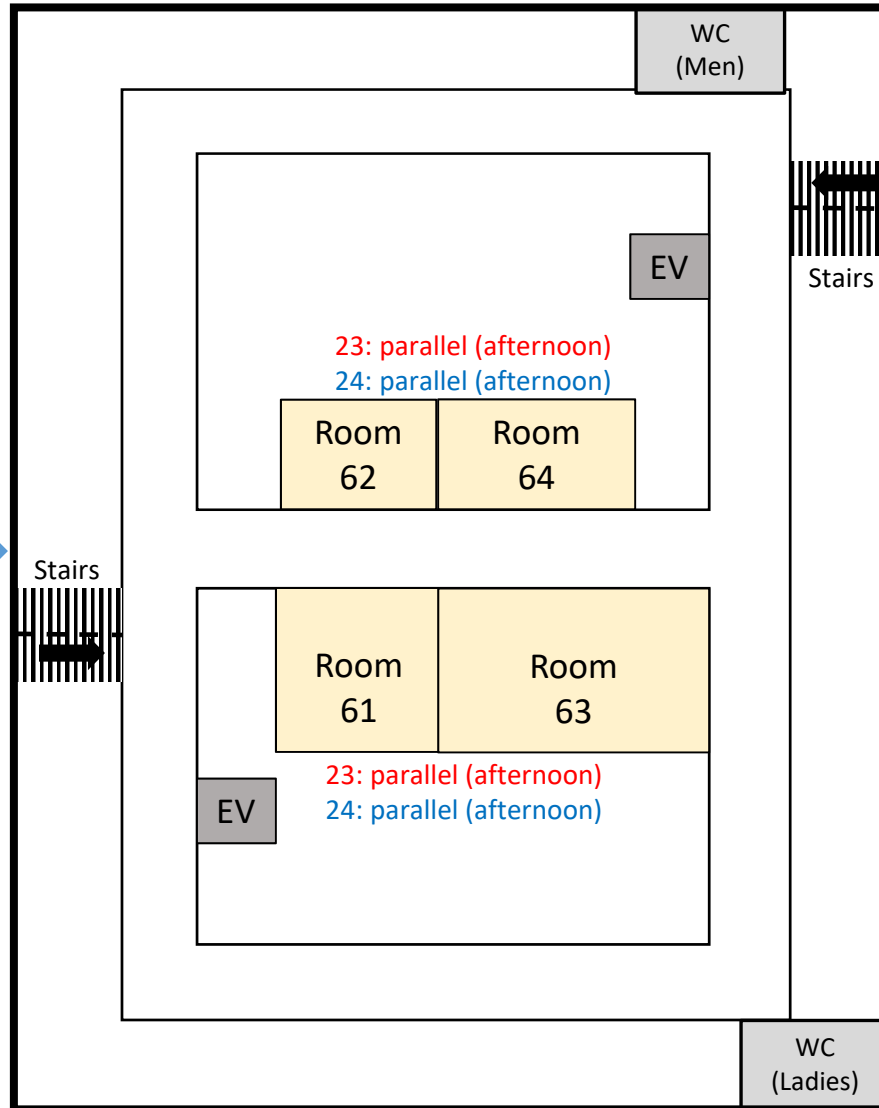 WC
(Men)
EV
Stairs
23: parallel (afternoon)
24: parallel (afternoon)
Room
62
Room
64
Stairs
Room
61
Room
63
23: parallel (afternoon)
24: parallel (afternoon)
EV
WC
(Ladies)